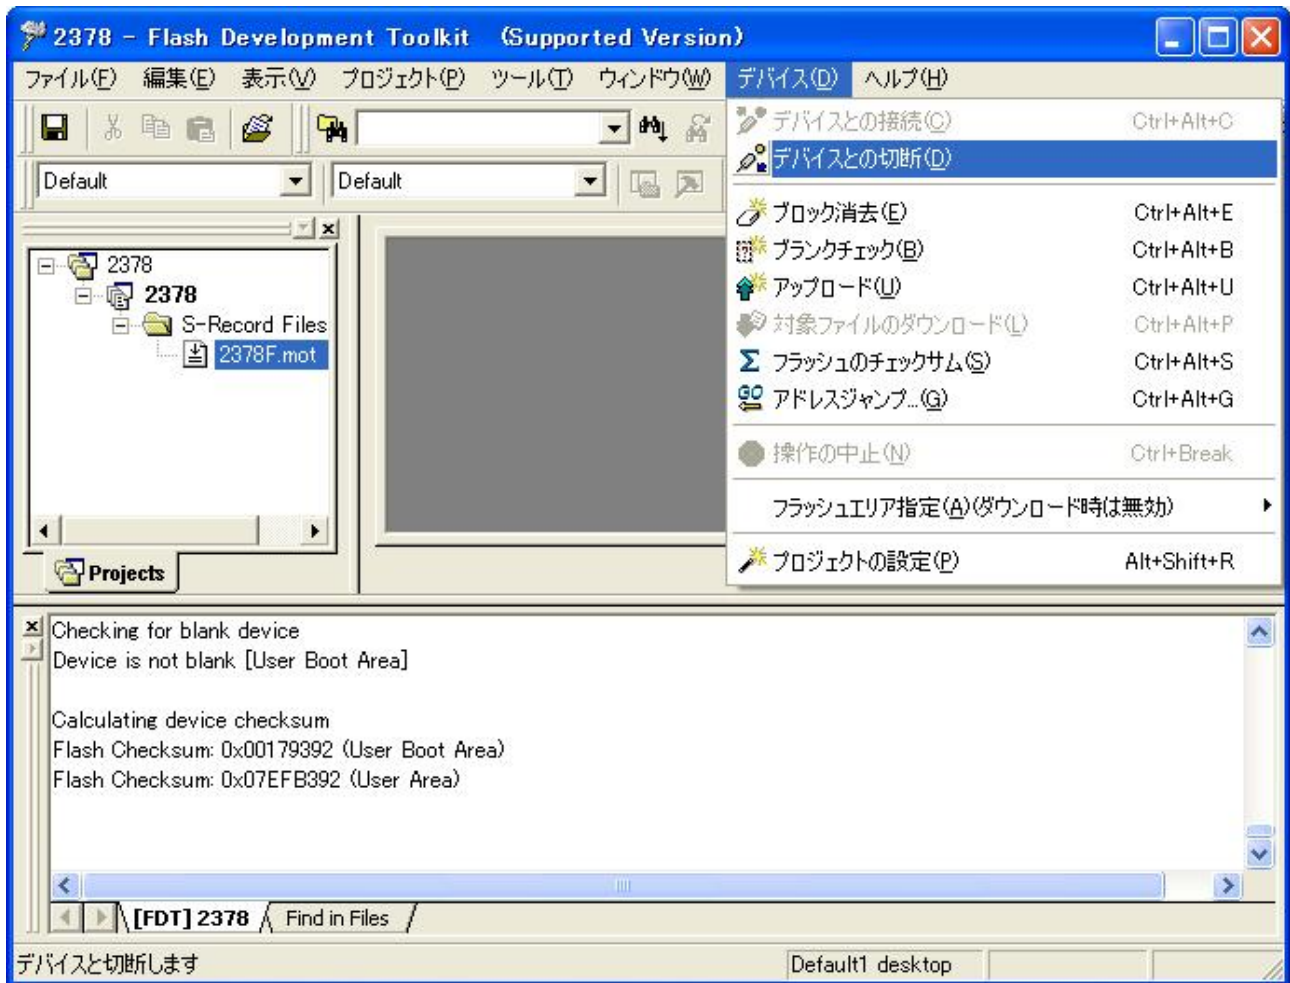 2378 - Flash Development Toolkit (Supported Version)
ファイル(F) 編集(E) 表示(V) プロジェクト(P) ツール(T) ウィンドウ(W) デバイス(D) ヘルプ(H)
デバイスとの接続(C) Ctrl+Alt+C
デバイスとの切断(D)
ブロック消去(E) Ctrl+Alt+E
ブランクチェック(B) Ctrl+Alt+B
アップロード(U) Ctrl+Alt+U
対象ファイルのダウンロード(L) Ctrl+Alt+P
フラッシュのチェックサム(S) Ctrl+Alt+S
GO アドレスジャンプ...(G) Ctrl+Alt+G
操作の中止(N) Ctrl+Break
フラッシュエリア指定(A)(ダウンロード時は無効)
プロジェクトの設定(P) Alt+Shift+R
Default Default
2378
2378
S-Record Files
2378F.mot
Projects
Checking for blank device
Device is not blank [User Boot Area]
Calculating device checksum
Flash Checksum: 0x00179392 (User Boot Area)
Flash Checksum: 0x07EFB392 (User Area)
[FDT] 2378 Find in Files
デバイスと切断します Default1 desktop